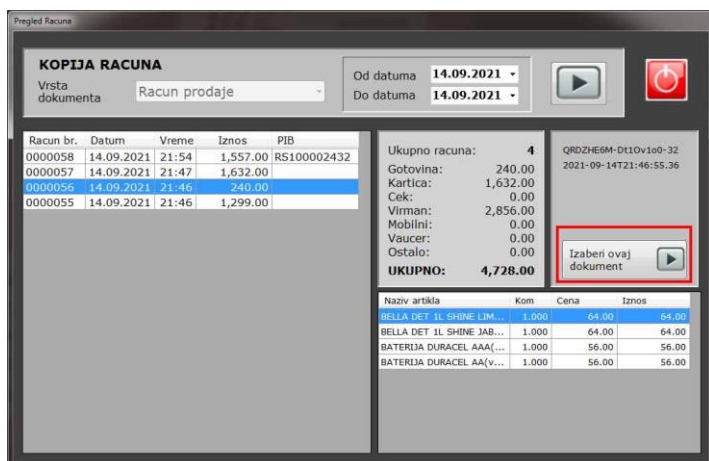 Pregled Racuna
KOPIJA RACUNA
Vrsta dokumenta Racun prodaje
Od datuma 14.09.2021
Do datuma 14.09.2021
Racun br. Datum Vreme Iznos PIB
0000058 14.09.2021 21:54 1,557.00 RS100002432
0000057 14.09.2021 21:47 1,632.00
0000056 14.09.2021 21:46 240.00
0000055 14.09.2021 21:46 1,299.00
Ukupno racuna: 4
Gotovina: 240.00
Kartica: 1,632.00
Cek: 0.00
Virman: 2,856.00
Mobilni: 0.00
Vaucer: 0.00
Ostalo: 0.00
UKUPNO: 4,728.00
QRDZHE6M-Dt1Ov1o0-32
2021-09-14T21:46:55.36
Izaberi ovaj
dokument
Naziv artikla Kom Cena Iznos
BELLA DET 1L SHINE LIM... 1.000 64.00 64.00
BELLA DET 1L SHINE JAB... 1.000 64.00 64.00
BATERIJA DURACEL AAA(... 1.000 56.00 56.00
BATERIJA DURACEL AA(v... 1.000 56.00 56.00